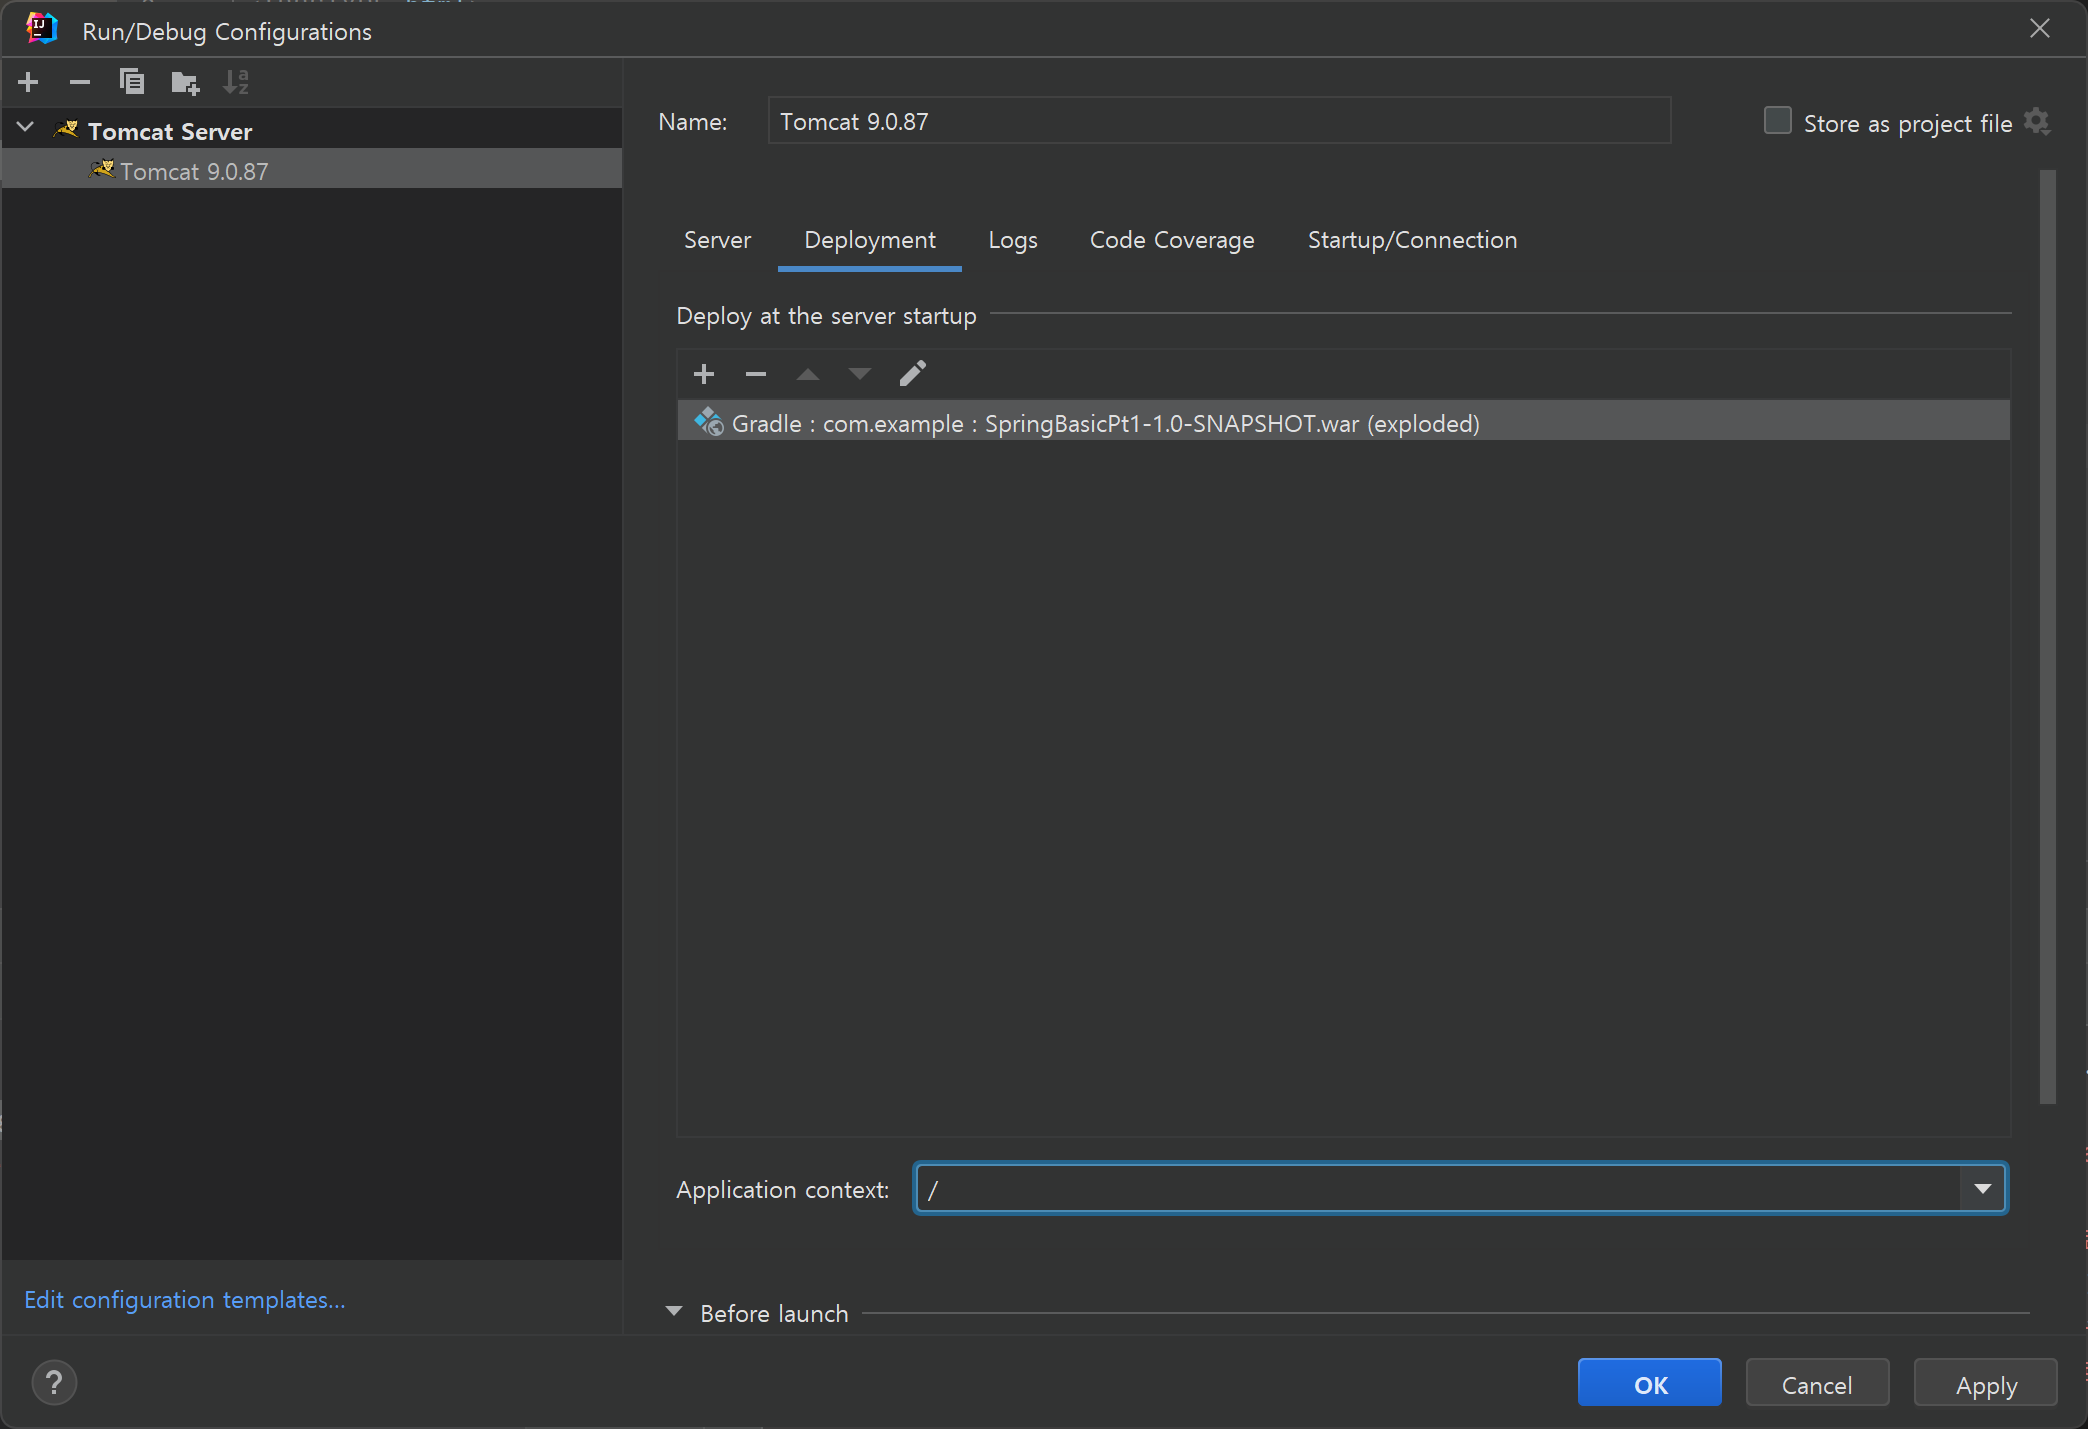 Run/Debug Configurations
Tomcat Server
Tomcat 9.0.87
Edit configuration templates...
Name:
Tomcat 9.0.87
Store as project file
Server
Deployment
Logs
Code Coverage
Startup/Connection
Deploy at the server startup
Gradle : com.example : SpringBasicPt1-1.0-SNAPSHOT.war (exploded)
Application context:
/
Before launch
?
OK
Cancel
Apply